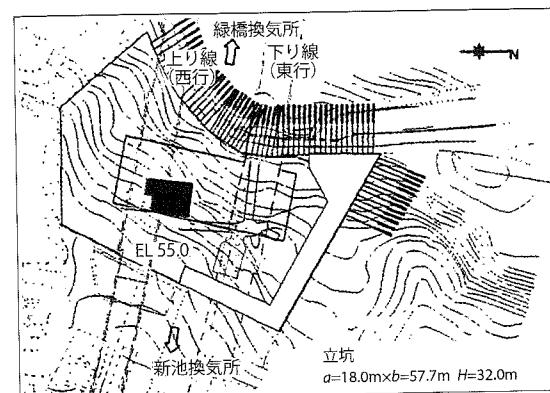 緑橋換気所
上り線
(西行)
下り線
(東行)
N
EL 55.0
新池換気所
立坑
a=18.0m×b=57.7m H=32.0m